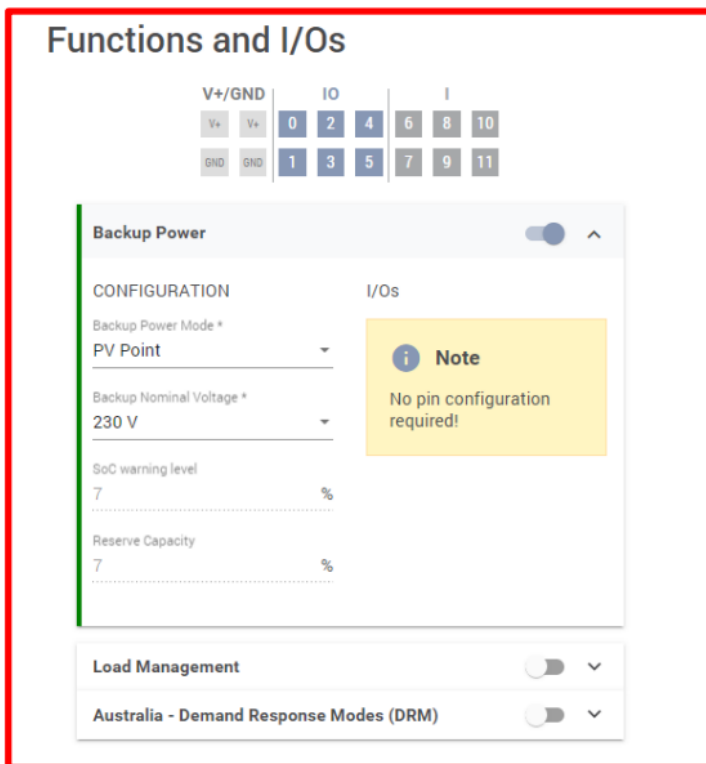 Functions and I/Os
V+/GND IO I
V+ V+ 0 2 4 6 8 10
GND GND 1 3 5 7 9 11
Backup Power
CONFIGURATION I/Os
Backup Power Mode *
PV Point
Note
Backup Nominal Voltage *
230 V
No pin configuration
required!
SoC warning level
7 %
Reserve Capacity
7 %
Load Management
Australia - Demand Response Modes (DRM)